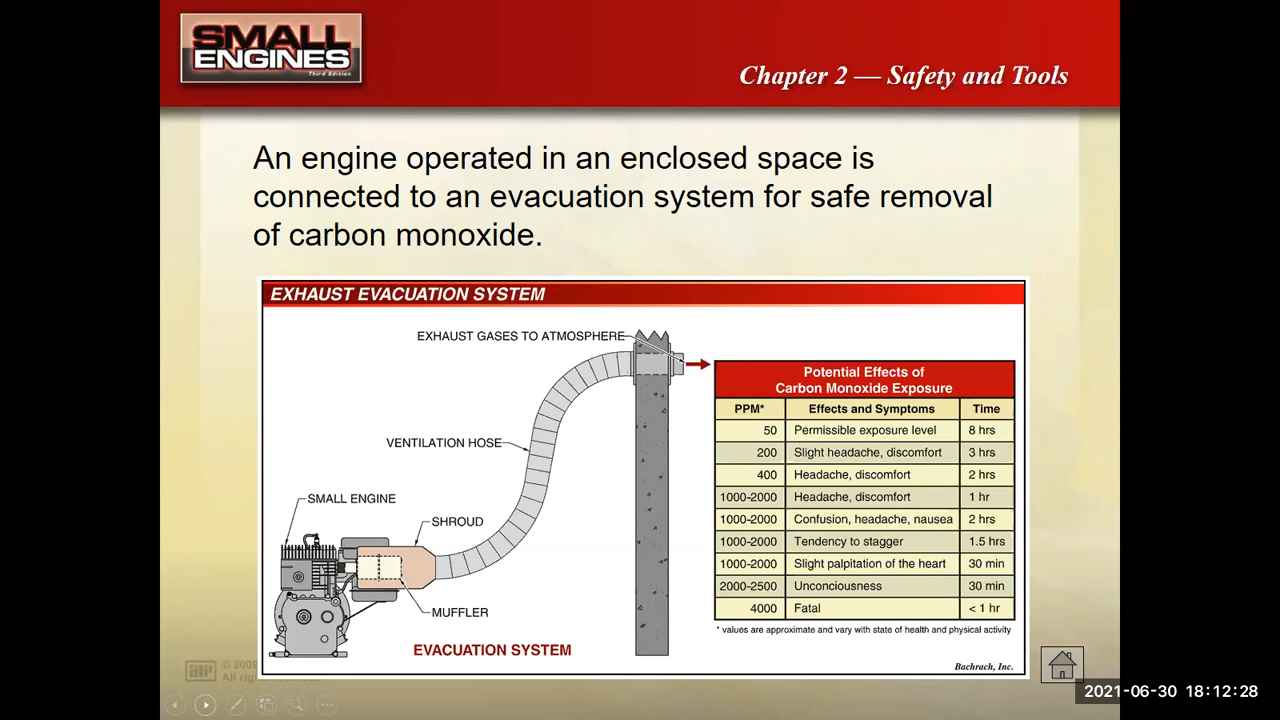 SMALL
ENGINES
Third Edition
Chapter 2 — Safety and Tools
An engine operated in an enclosed space is
connected to an evacuation system for safe removal
of carbon monoxide.
EXHAUST EVACUATION SYSTEM
EXHAUST GASES TO ATMOSPHERE
VENTILATION HOSE
SMALL ENGINE
SHROUD
MUFFLER
EVACUATION SYSTEM
Potential Effects of
Carbon Monoxide Exposure
PPM* Effects and Symptoms Time
50 Permissible exposure level 8 hrs
200 Slight headache, discomfort 3 hrs
400 Headache, discomfort 2 hrs
1000-2000 Headache, discomfort 1 hr
1000-2000 Confusion, headache, nausea 2 hrs
1000-2000 Tendency to stagger 1.5 hrs
1000-2000 Slight palpitation of the heart 30 min
2000-2500 Unconciousness 30 min
4000 Fatal < 1 hr
* values are approximate and vary with state of health and physical activity
Bachrach, Inc.
© 2009
All
2021-06-30 18:12:28